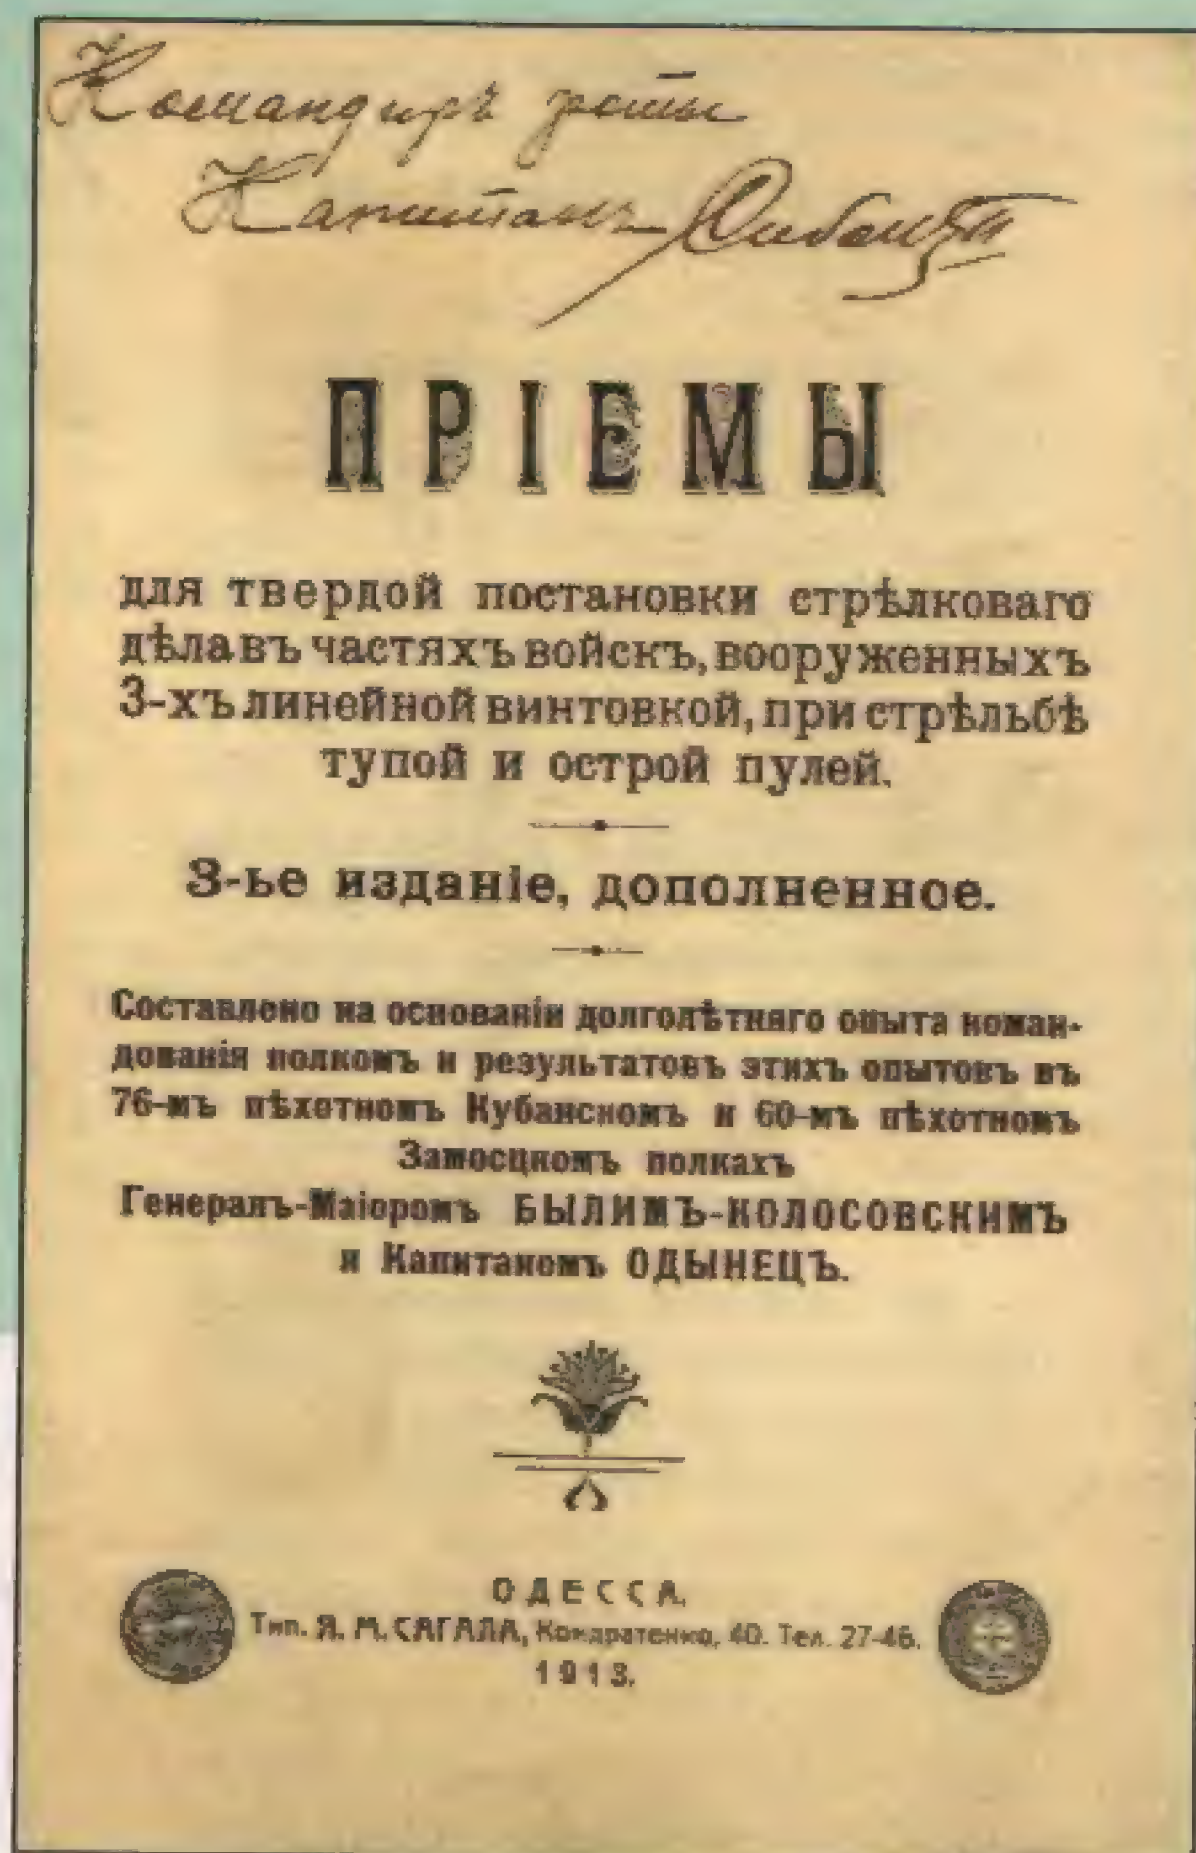 Командиръ роты
Капитанъ
ПРІЕМЫ
для твердой постановки стрѣлковаго
дѣла въ частяхъ войскъ, вооруженныхъ
3-хъ линейной винтовкой, при стрѣльбѣ
тупой и острой пулей.
3-ье изданіе, дополненное.
Составлено на основаніи долголѣтняго опыта коман-
дованія полкомъ и результатовъ этихъ опытовъ въ
76-мъ пѣхотномъ Кубанскомъ и 60-мъ пѣхотномъ
Замосцкомъ полкахъ
Генералъ-Маіоромъ БЫЛИМЪ-КОЛОСОВСКИМЪ
и Капитаномъ ОДЫНЕЦЪ.
ОДЕССА.
Тип. Я. М. САГАЛА, Кондратенко, 40. Тел. 27-46.
1913.